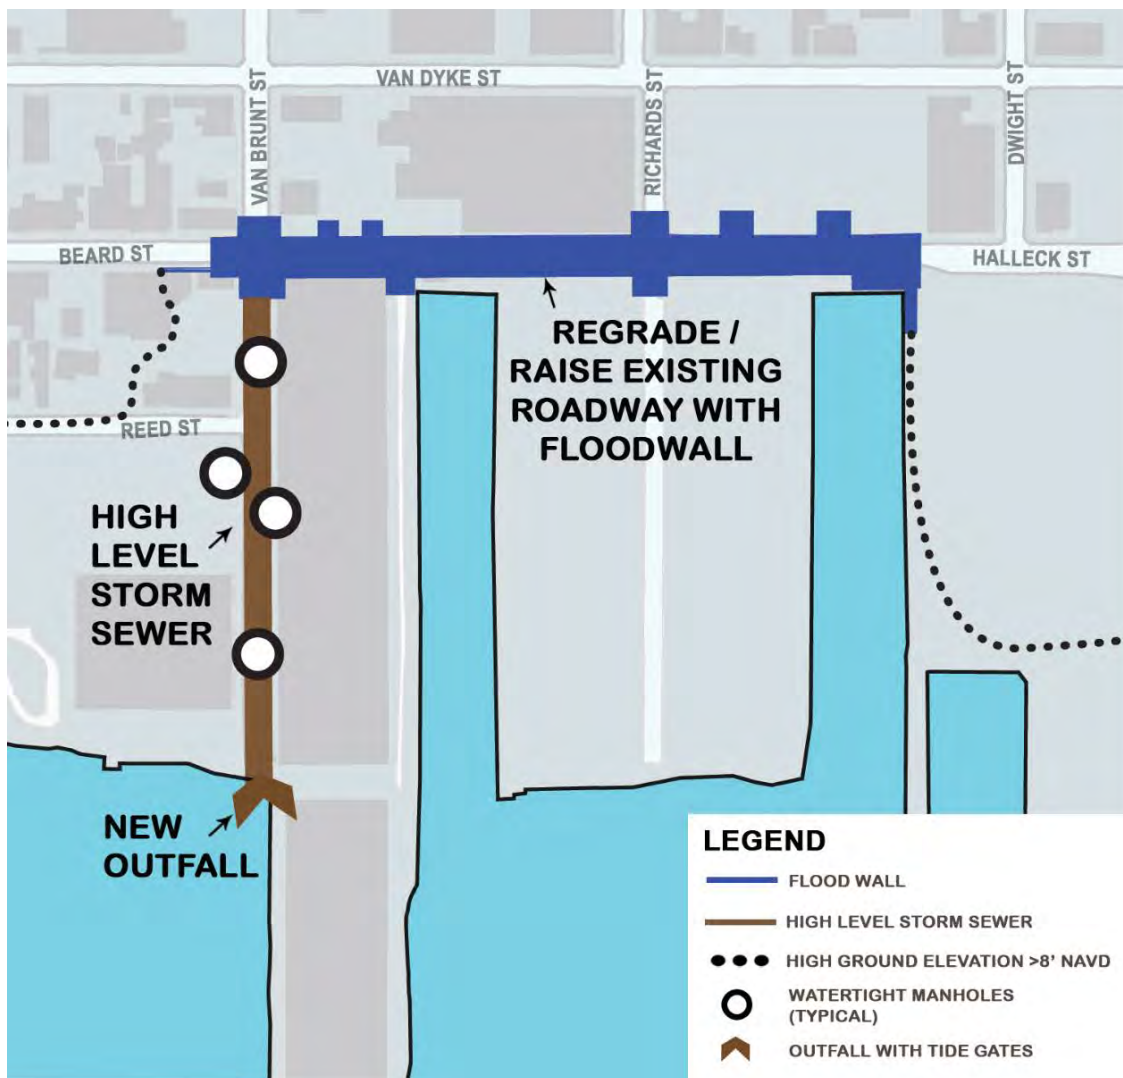 VAN DYKE ST
VAN BRUNT ST
RICHARDS ST
DWIGHT ST
BEARD ST
HALLECK ST
REGRADE /
RAISE EXISTING
ROADWAY WITH
FLOODWALL
REED ST
HIGH
LEVEL
STORM
SEWER
NEW
OUTFALL
LEGEND
FLOOD WALL
HIGH LEVEL STORM SEWER
HIGH GROUND ELEVATION >8' NAVD
WATERTIGHT MANHOLES
(TYPICAL)
OUTFALL WITH TIDE GATES